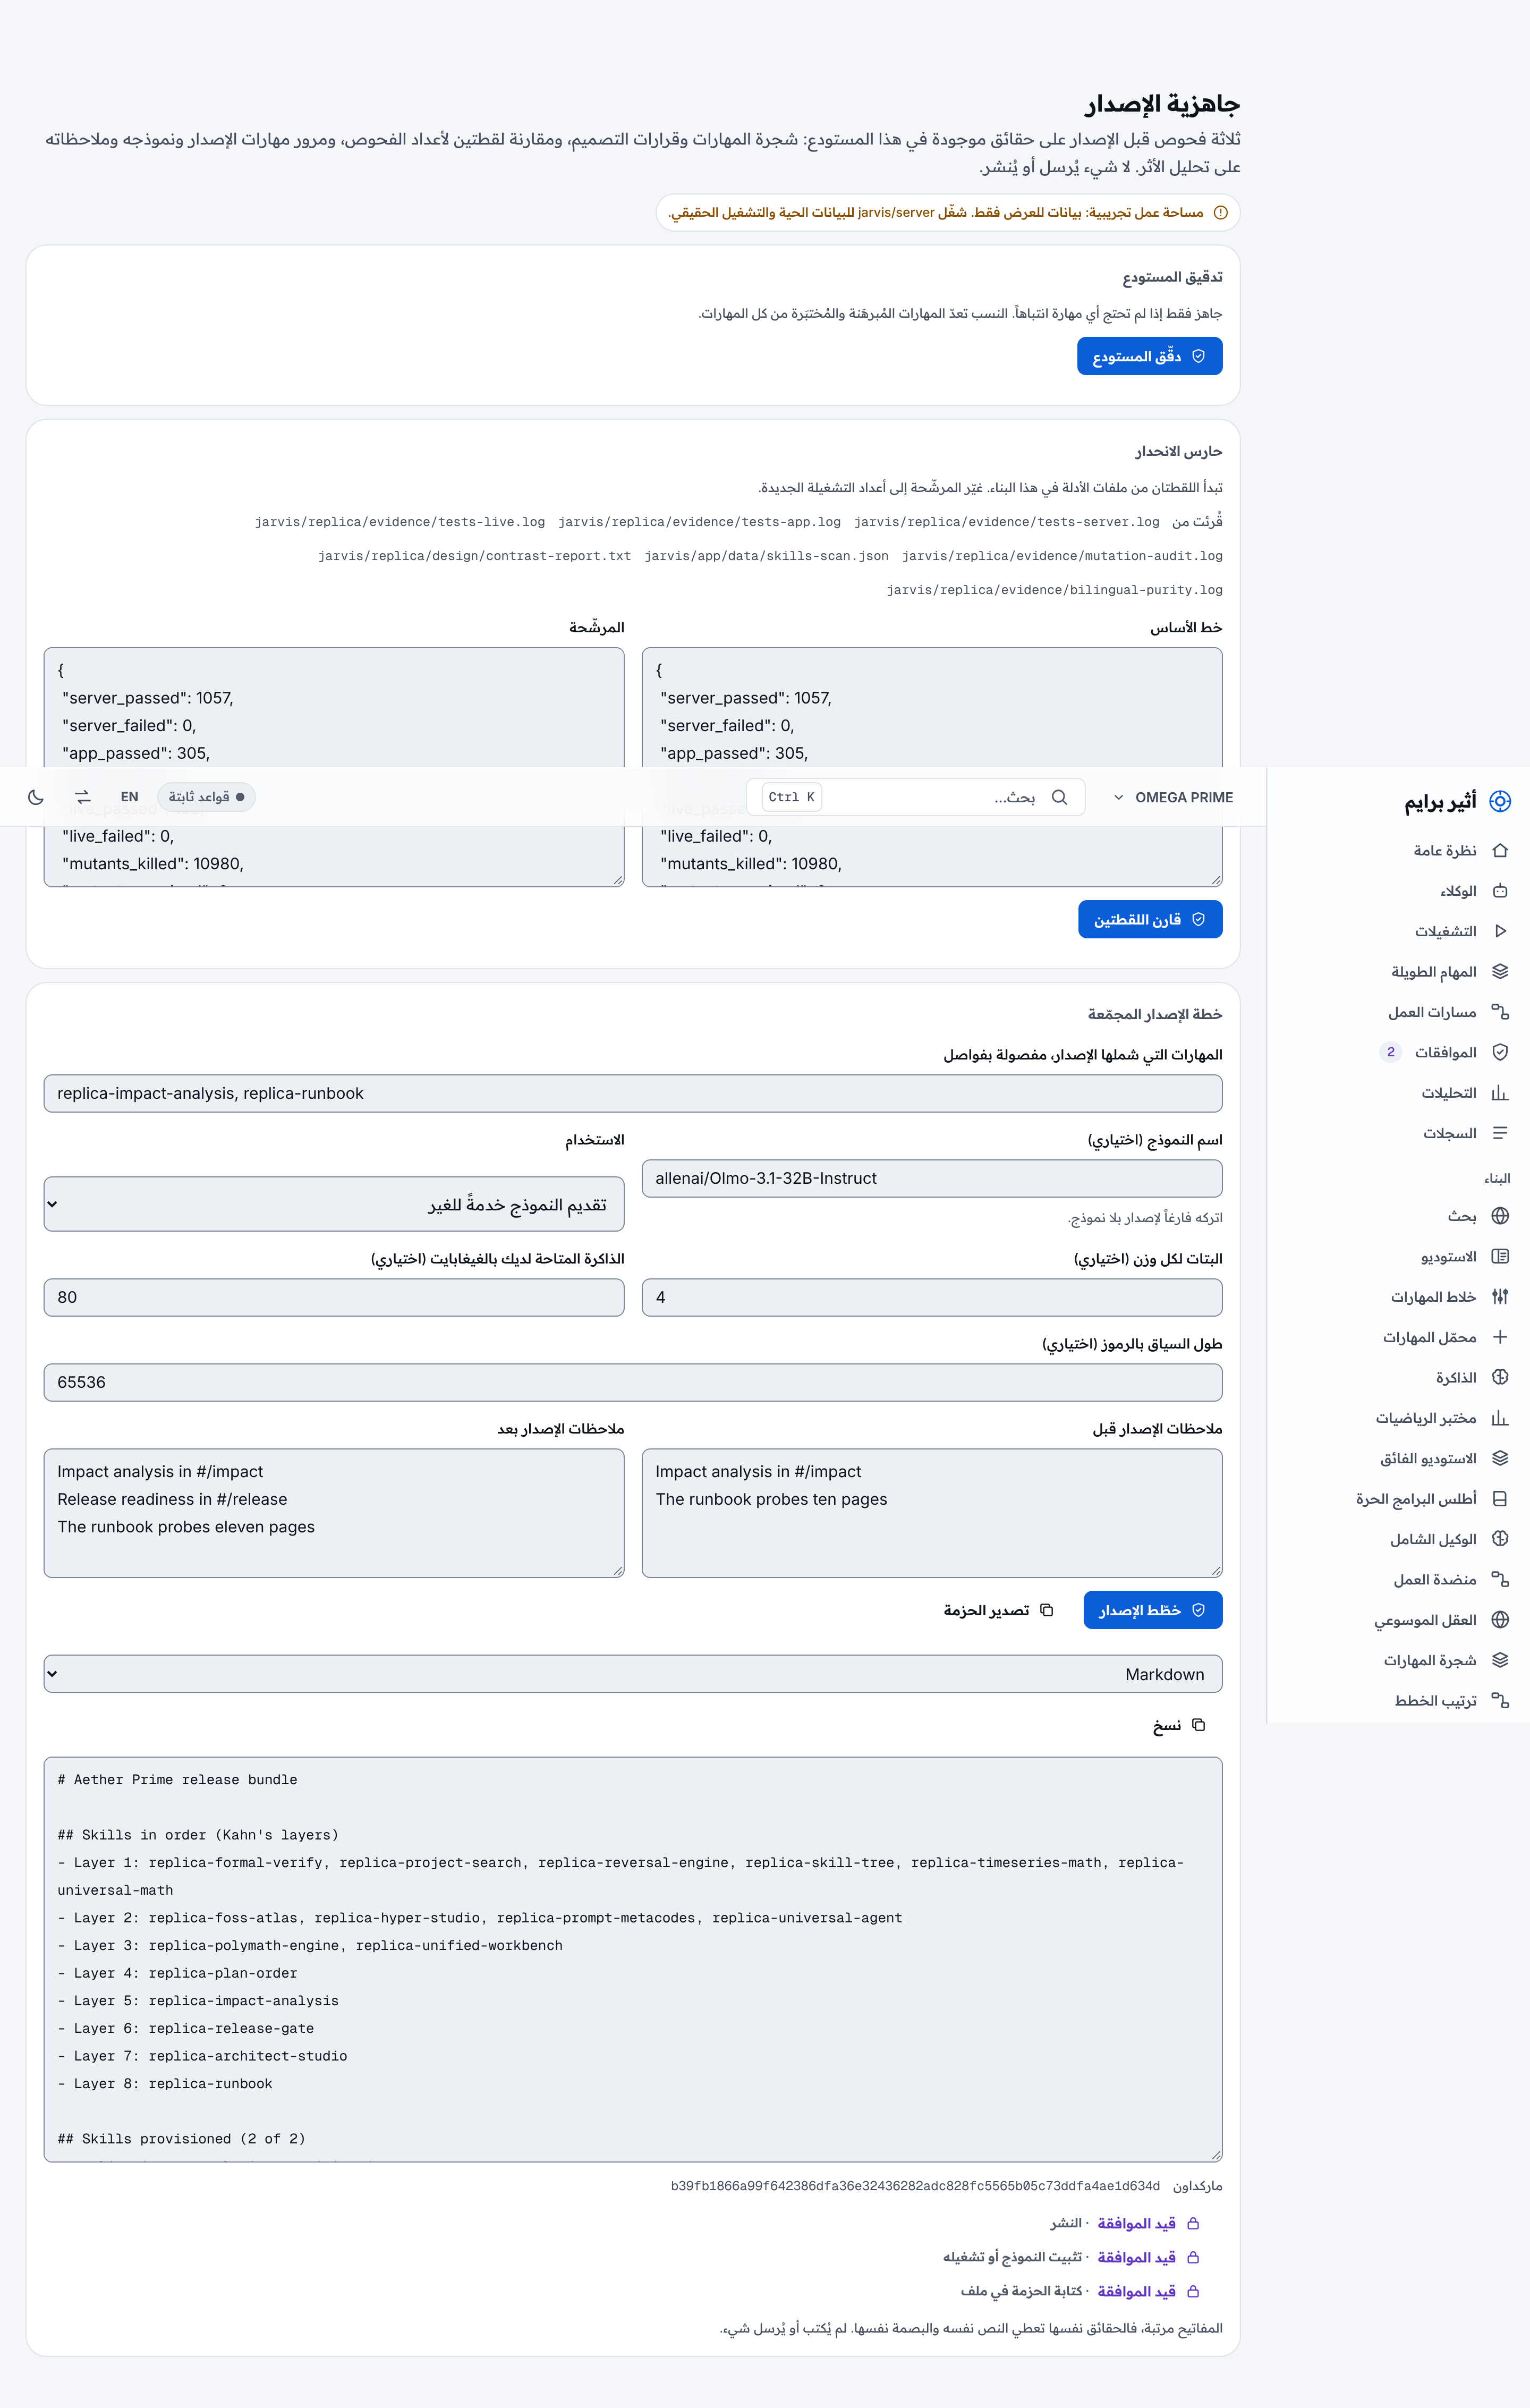 جاهزية الإصدار
ثلاثة فحوص قبل الإصدار على حقائق موجودة في هذا المستودع: شجرة المهارات وقرارات التصميم، ومقارنة لقطتين لأعداد الفحوص، ومرور مهارات الإصدار ونموذجه وملاحظاته
على تحليل الأثر. لا شيء يُرسل أو يُنشر.
مساحة عمل تجريبية: بيانات للعرض فقط. شغّل jarvis/server للبيانات الحية والتشغيل الحقيقي.
تدقيق المستودع
جاهز فقط إذا لم تحتج أي مهارة انتباهاً. النسب تعدّ المهارات المُبرهَنة والمُختبَرة من كل المهارات.
دقّق المستودع
حارس الانحدار
تبدأ اللقطتان من ملفات الأدلة في هذا البناء. غيّر المرشّحة إلى أعداد التشغيلة الجديدة.
قُرئت من jarvis/replica/evidence/tests-server.log jarvis/replica/evidence/tests-app.log jarvis/replica/evidence/tests-live.log
jarvis/replica/evidence/mutation-audit.log jarvis/app/data/skills-scan.json jarvis/replica/design/contrast-report.txt
jarvis/replica/evidence/bilingual-purity.log
خط الأساس
{
"server_passed": 1057,
"server_failed": 0,
"app_passed": 305,
"live_failed": 0,
"mutants_killed": 10980,
المرشّحة
{
"server_passed": 1057,
"server_failed": 0,
"app_passed": 305,
"live_failed": 0,
"mutants_killed": 10980,
قارن اللقطتين
أثير برايم
OMEGA PRIME
بحث...
Ctrl K
قواعد ثابتة
EN
نظرة عامة
الوكلاء
التشغيلات
المهام الطويلة
مسارات العمل
الموافقات 2
التحليلات
السجلات
البناء
بحث
الاستوديو
خلاط المهارات
محمّل المهارات
الذاكرة
مختبر الرياضيات
الاستوديو الفائق
أطلس البرامج الحرة
الوكيل الشامل
منضدة العمل
العقل الموسوعي
شجرة المهارات
ترتيب الخطط
خطة الإصدار المجمّعة
المهارات التي شملها الإصدار، مفصولة بفواصل
replica-impact-analysis, replica-runbook
اسم النموذج (اختياري)
allenai/Olmo-3.1-32B-Instruct
اتركه فارغاً لإصدار بلا نموذج.
الاستخدام
تقديم النموذج خدمةً للغير
البتات لكل وزن (اختياري)
4
الذاكرة المتاحة لديك بالغيغابايت (اختياري)
80
طول السياق بالرموز (اختياري)
65536
ملاحظات الإصدار قبل
Impact analysis in #/impact
The runbook probes ten pages
ملاحظات الإصدار بعد
Impact analysis in #/impact
Release readiness in #/release
The runbook probes eleven pages
خطّط الإصدار
تصدير الحزمة
Markdown
نسخ
# Aether Prime release bundle
## Skills in order (Kahn's layers)
- Layer 1: replica-formal-verify, replica-project-search, replica-reversal-engine, replica-skill-tree, replica-timeseries-math, replica-
universal-math
- Layer 2: replica-foss-atlas, replica-hyper-studio, replica-prompt-metacodes, replica-universal-agent
- Layer 3: replica-polymath-engine, replica-unified-workbench
- Layer 4: replica-plan-order
- Layer 5: replica-impact-analysis
- Layer 6: replica-release-gate
- Layer 7: replica-architect-studio
- Layer 8: replica-runbook
## Skills provisioned (2 of 2)
ماركداون b39fb1866a99f642386dfa36e32436282adc828fc5565b05c73ddfa4ae1d634d
قيد الموافقة · النشر
قيد الموافقة · تثبيت النموذج أو تشغيله
قيد الموافقة · كتابة الحزمة في ملف
المفاتيح مرتبة، فالحقائق نفسها تعطي النص نفسه والبصمة نفسها. لم يُكتب أو يُرسل شيء.